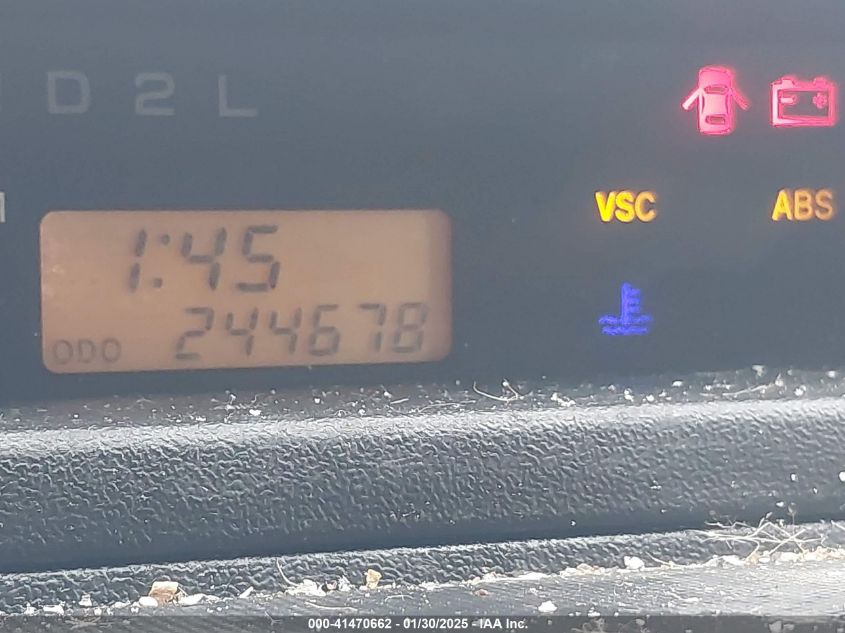 D 2 L
VSC ABS
1:45
ODO 244678
000-41470662 - 01/30/2025 - IAA Inc.